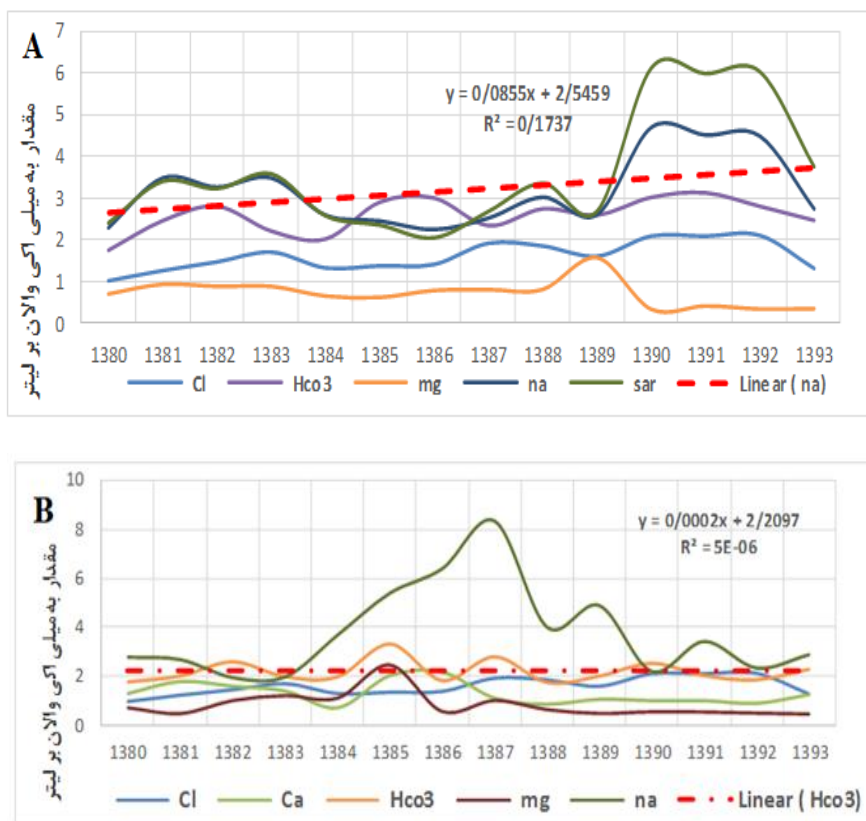 A
7
6
5
4
3
2
1
0
مقدار به میلی اکی والان بر لیتر
y = 0/0855x + 2/5459
R² = 0/1737
1380 1381 1382 1383 1384 1385 1386 1387 1388 1389 1390 1391 1392 1393
Cl Hco3 mg na sar Linear ( na)
B
10
8
6
4
2
0
مقدار به میلی اکی والان بر لیتر
y = 0/0002x + 2/2097
R² = 5E-06
1380 1381 1382 1383 1384 1385 1386 1387 1388 1389 1390 1391 1392 1393
Cl Ca Hco3 mg na Linear ( Hco3)